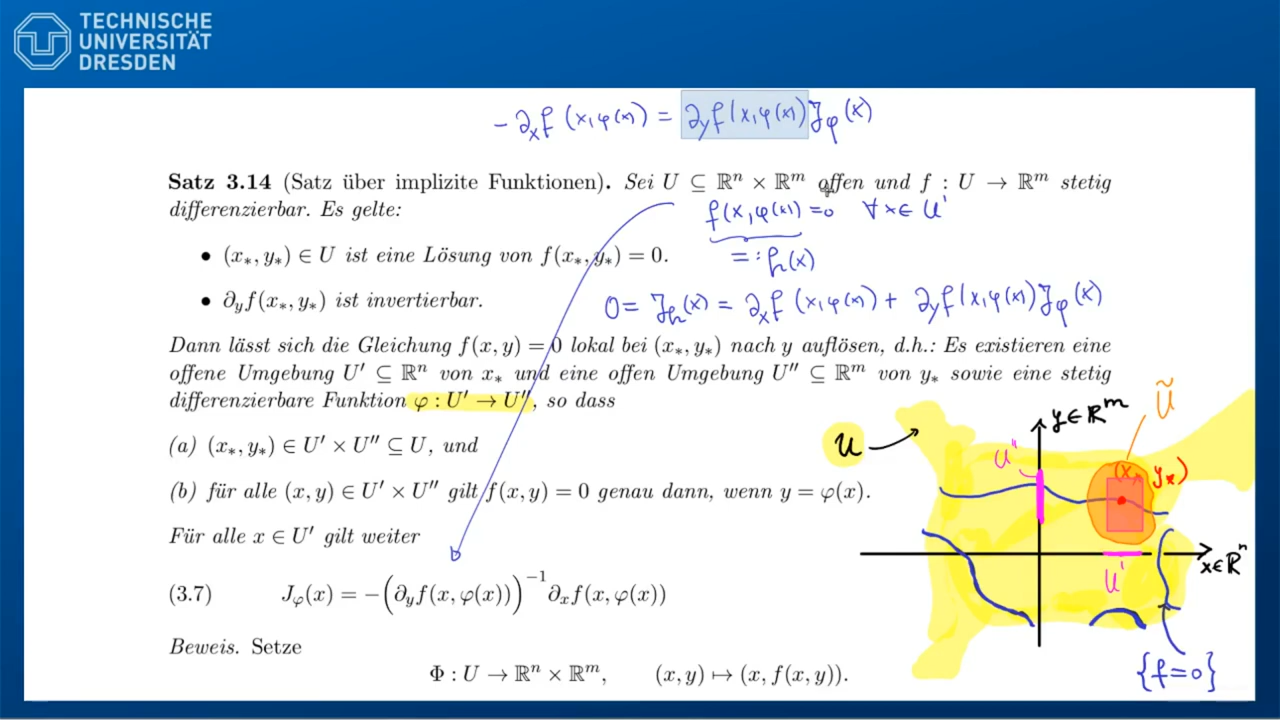 TECHNISCHE
UNIVERSITÄT
DRESDEN
-∂ₓf (x,φ(x)) = ∂ᵧf(x,φ(x)) J_φ(x)
Satz 3.14 (Satz über implizite Funktionen). Sei U ⊆ ℝⁿ × ℝᵐ offen und f : U → ℝᵐ stetig
differenzierbar. Es gelte:
f(x,φ(x)) = 0 ∀ x ∈ U'
• (x∗, y∗) ∈ U ist eine Lösung von f(x∗, y∗) = 0.
=: h(x)
• ∂ᵧf(x∗, y∗) ist invertierbar.
0 = J_h(x) = ∂ₓf (x,φ(x)) + ∂ᵧf(x,φ(x)) J_φ(x)
Dann lässt sich die Gleichung f(x, y) = 0 lokal bei (x∗, y∗) nach y auflösen, d.h.: Es existieren eine
offene Umgebung U′ ⊆ ℝⁿ von x∗ und eine offen Umgebung U′′ ⊆ ℝᵐ von y∗ sowie eine stetig
differenzierbare Funktion φ : U′ → U′′, so dass
(a) (x∗, y∗) ∈ U′ × U′′ ⊆ U, und
(b) für alle (x, y) ∈ U′ × U′′ gilt f(x, y) = 0 genau dann, wenn y = φ(x).
Für alle x ∈ U′ gilt weiter
(3.7) J_φ(x) = −(∂ᵧf(x, φ(x)))⁻¹ ∂ₓf(x, φ(x))
Beweis. Setze
Φ : U → ℝⁿ × ℝᵐ, (x, y) ↦ (x, f(x, y)).
Ũ
y ∈ ℝᵐ
U
U''
(x∗, y∗)
x ∈ ℝⁿ
U'
{f=0}